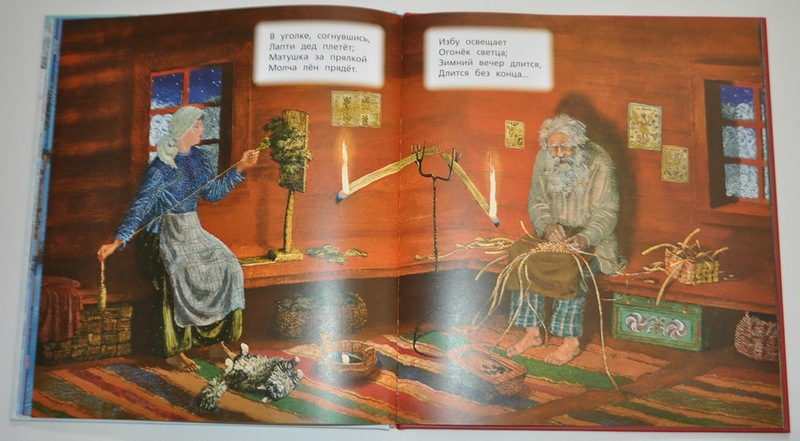 В уголке, согнувшись,
Лапти дед плетёт;
Матушка за прялкой
Молча лён прядёт.
Избу освещает
Огонёк светца;
Зимний вечер длится,
Длится без конца...